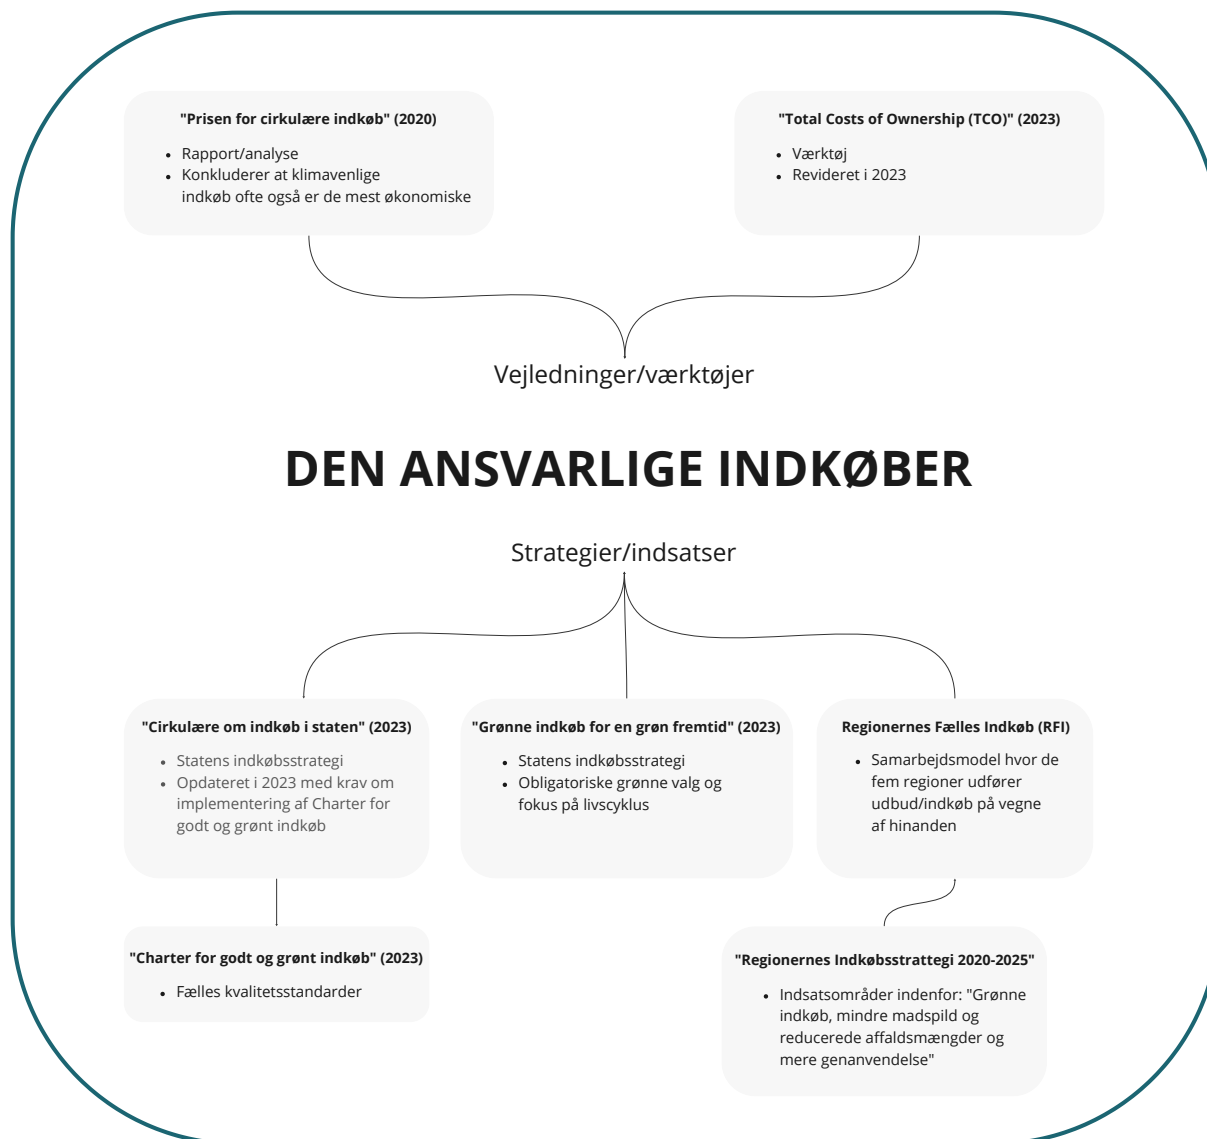 "Prisen for cirkulære indkøb" (2020)
• Rapport/analyse
• Konkluderer at klimavenlige
indkøb ofte også er de mest økonomiske
"Total Costs of Ownership (TCO)" (2023)
• Værktøj
• Revideret i 2023
Vejledninger/værktøjer
DEN ANSVARLIGE INDKØBER
Strategier/indsatser
"Cirkulære om indkøb i staten" (2023)
• Statens indkøbsstrategi
• Opdateret i 2023 med krav om
implementering af Charter for
godt og grønt indkøb
"Grønne indkøb for en grøn fremtid" (2023)
• Statens indkøbsstrategi
• Obligatoriske grønne valg og
fokus på livscyklus
Regionernes Fælles Indkøb (RFI)
• Samarbejdsmodel hvor de
fem regioner udfører
udbud/indkøb på vegne
af hinanden
"Charter for godt og grønt indkøb" (2023)
• Fælles kvalitetsstandarder
"Regionernes Indkøbsstrattegi 2020-2025"
• Indsatsområder indenfor: "Grønne
indkøb, mindre madspild og
reducerede affaldsmængder og
mere genanvendelse"